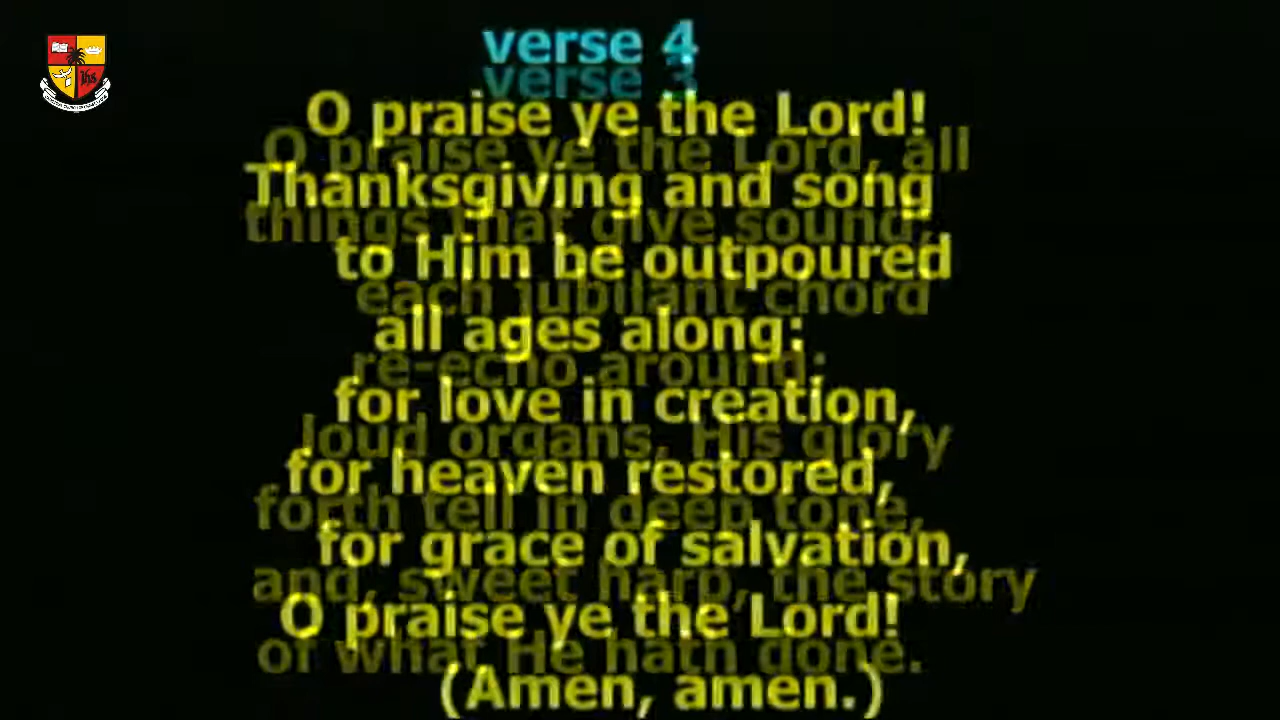 verse 4
verse 3
O praise ye the Lord!
O praise ye the Lord, all
Thanksgiving and song
things that give sound;
to Him be outpoured
each jubilant chord
all ages along:
re-echo around;
for love in creation,
loud organs, His glory
for heaven restored,
forth tell in deep tone,
for grace of salvation,
and, sweet harp, the story
O praise ye the Lord!
of what He hath done.
(Amen, amen.)